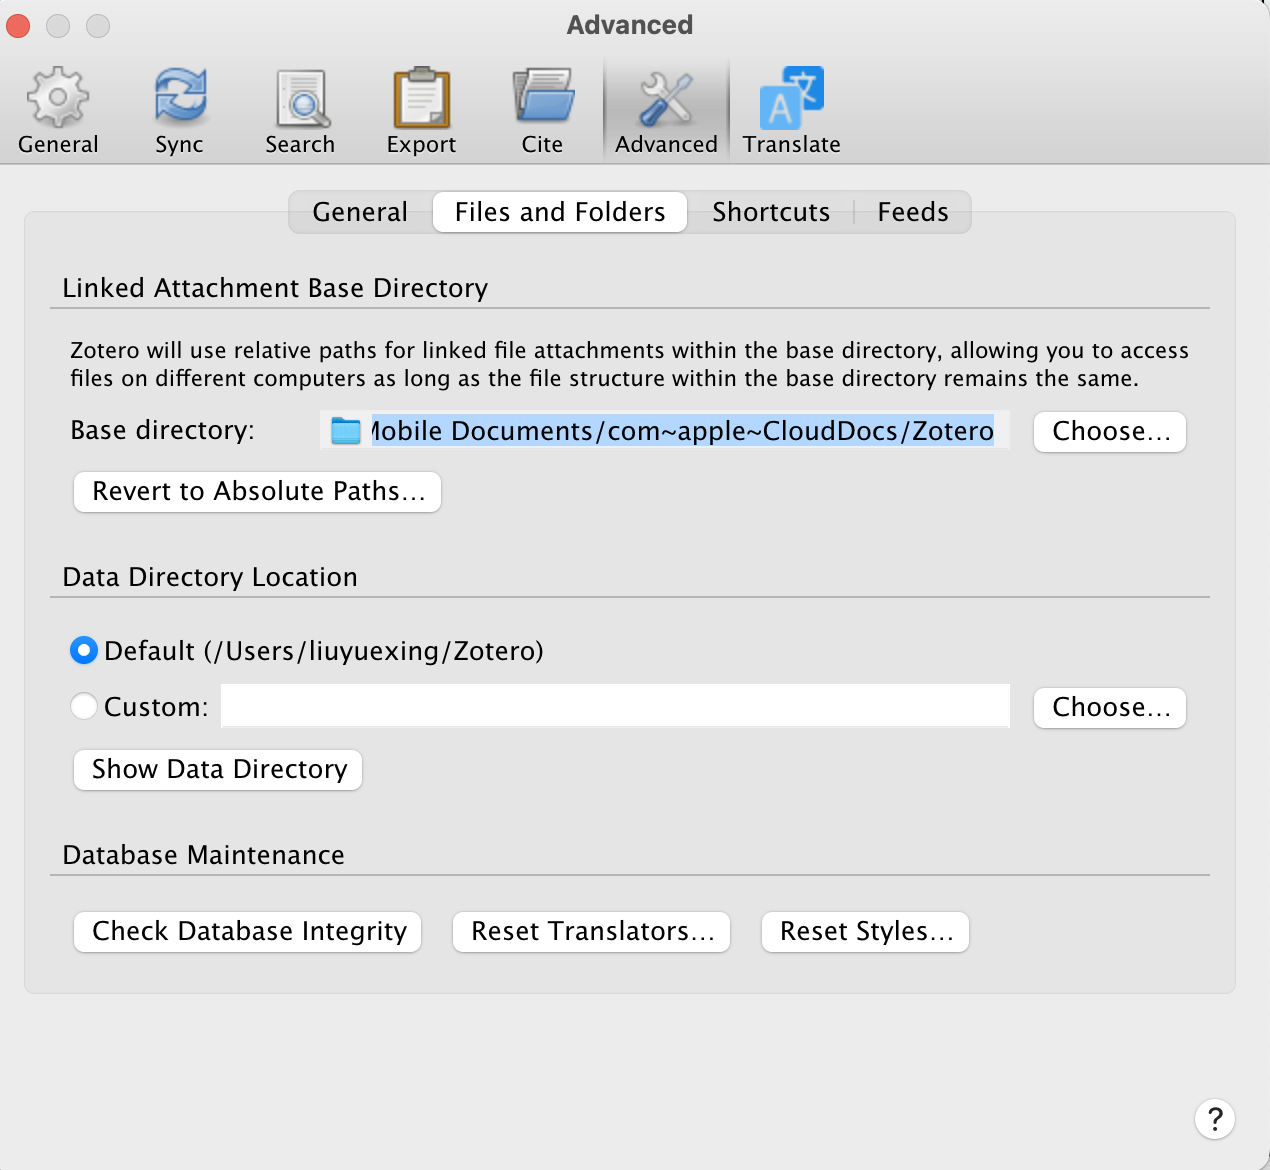 Advanced
General
Sync
Search
Export
Cite
Advanced
Translate
General
Files and Folders
Shortcuts
Feeds
Linked Attachment Base Directory
Zotero will use relative paths for linked file attachments within the base directory, allowing you to access
files on different computers as long as the file structure within the base directory remains the same.
Base directory:
Mobile Documents/com~apple~CloudDocs/Zotero
Choose...
Revert to Absolute Paths...
Data Directory Location
Default (/Users/liuyuexing/Zotero)
Custom:
Choose...
Show Data Directory
Database Maintenance
Check Database Integrity
Reset Translators...
Reset Styles...
?